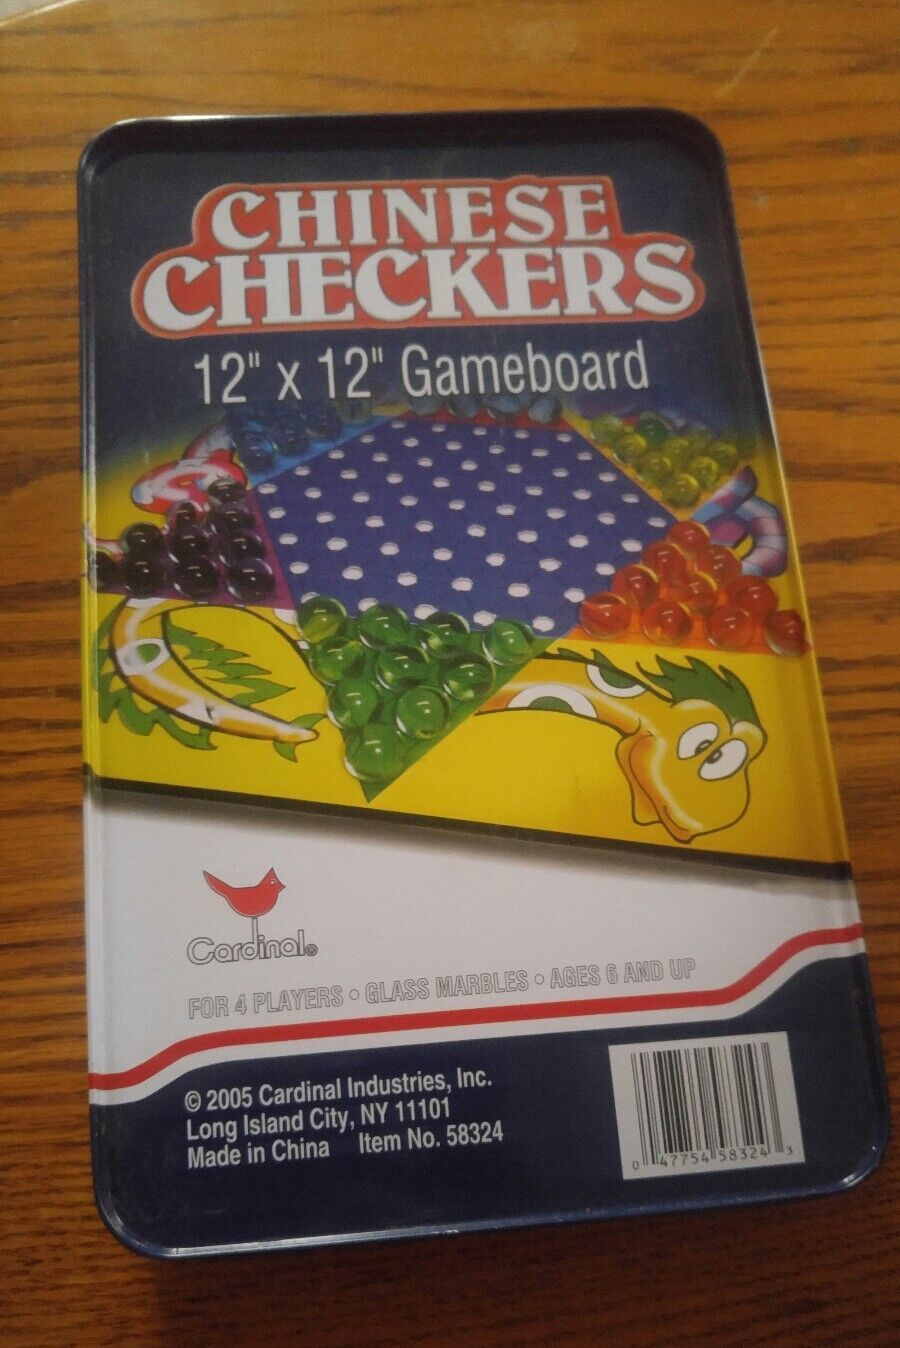 CHINESE
CHECKERS
12" x 12" Gameboard
Cardinal®
FOR 4 PLAYERS • GLASS MARBLES • AGES 6 AND UP
© 2005 Cardinal Industries, Inc.
Long Island City, NY 11101
Made in China Item No. 58324
0 47754 58324 3